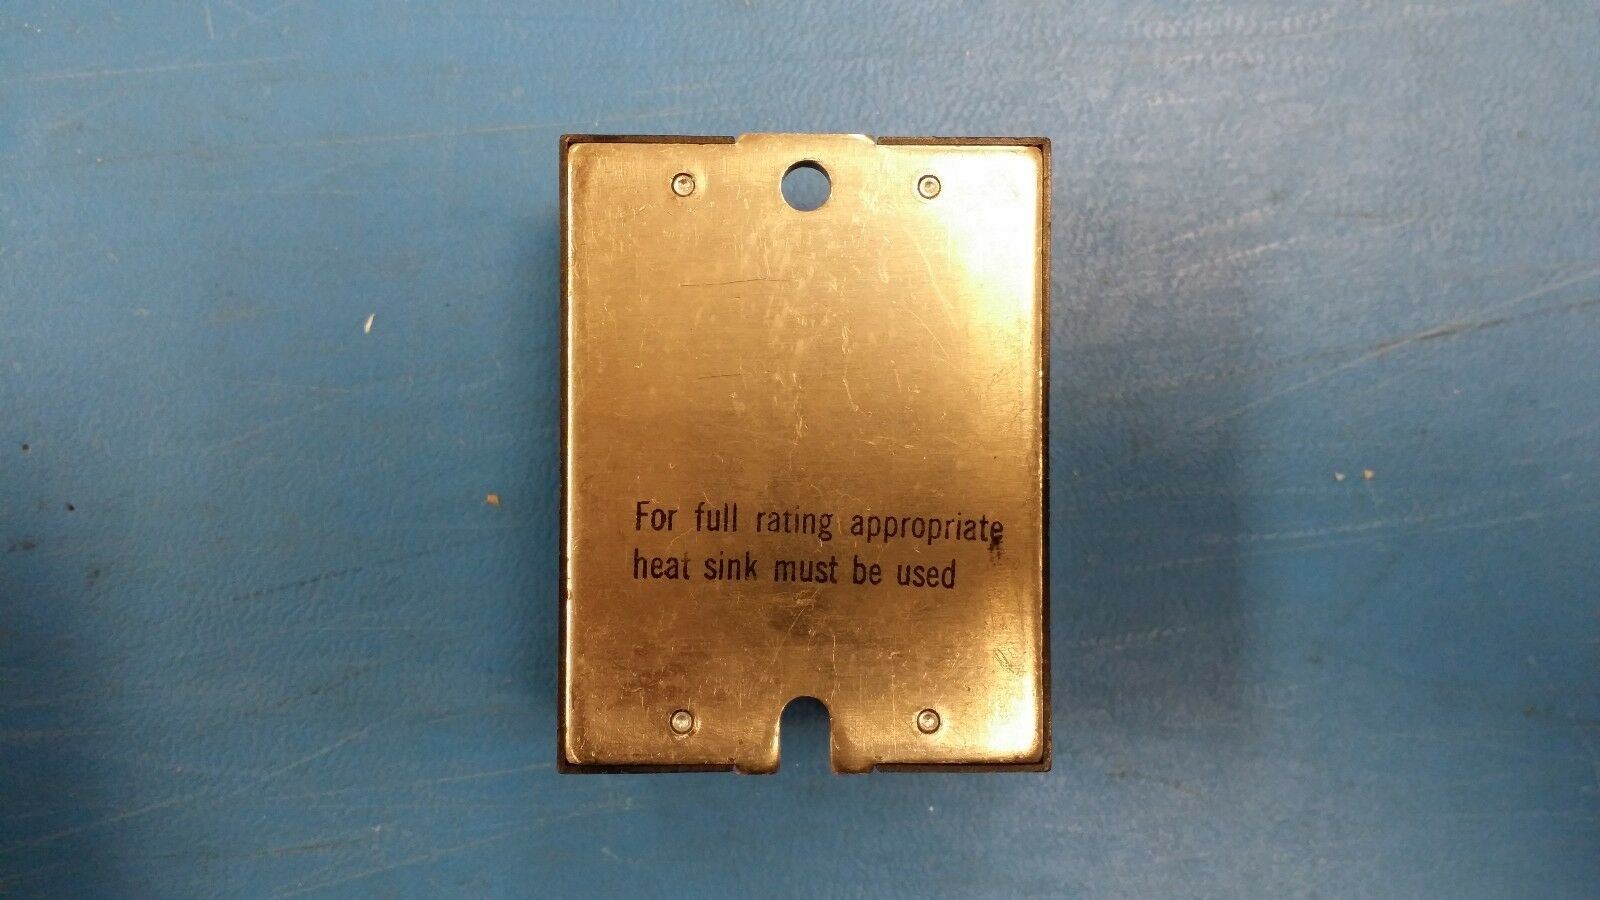 For full rating appropriate
heat sink must be used